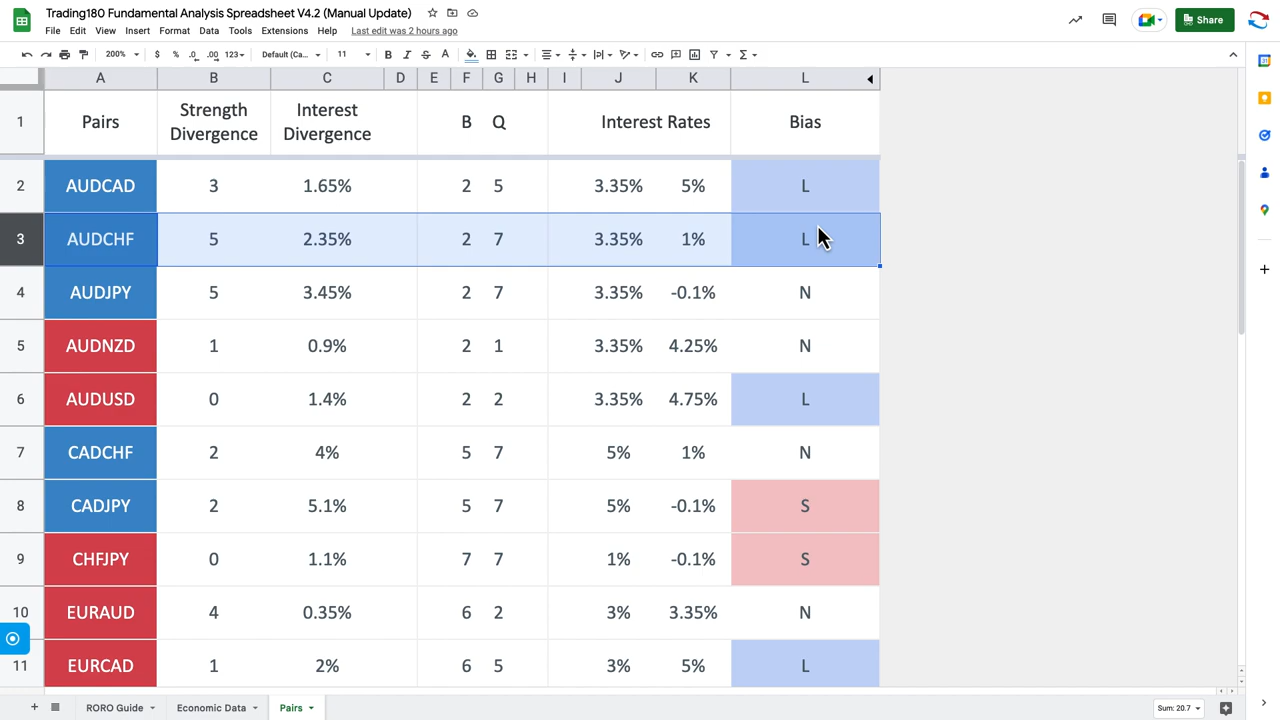 Trading180 Fundamental Analysis Spreadsheet V4.2 (Manual Update)
File Edit View Insert Format Data Tools Extensions Help Last edit was 2 hours ago
Share
200% $ % .0 .00 123 Default (Ca... 11 B I S A
A B C D E F G H I J K L
1 Pairs Strength Divergence Interest Divergence B Q Interest Rates Bias
2 AUDCAD 3 1.65% 2 5 3.35% 5% L
3 AUDCHF 5 2.35% 2 7 3.35% 1% L
4 AUDJPY 5 3.45% 2 7 3.35% -0.1% N
5 AUDNZD 1 0.9% 2 1 3.35% 4.25% N
6 AUDUSD 0 1.4% 2 2 3.35% 4.75% L
7 CADCHF 2 4% 5 7 5% 1% N
8 CADJPY 2 5.1% 5 7 5% -0.1% S
9 CHFJPY 0 1.1% 7 7 1% -0.1% S
10 EURAUD 4 0.35% 6 2 3% 3.35% N
11 EURCAD 1 2% 6 5 3% 5% L
RORO Guide Economic Data Pairs Sum: 20.7